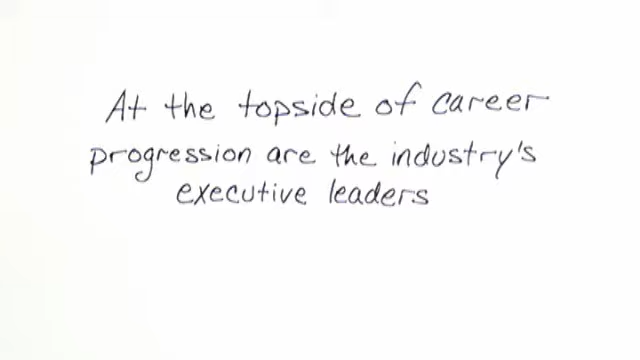 At the topside of career
progression are the industry's
executive leaders